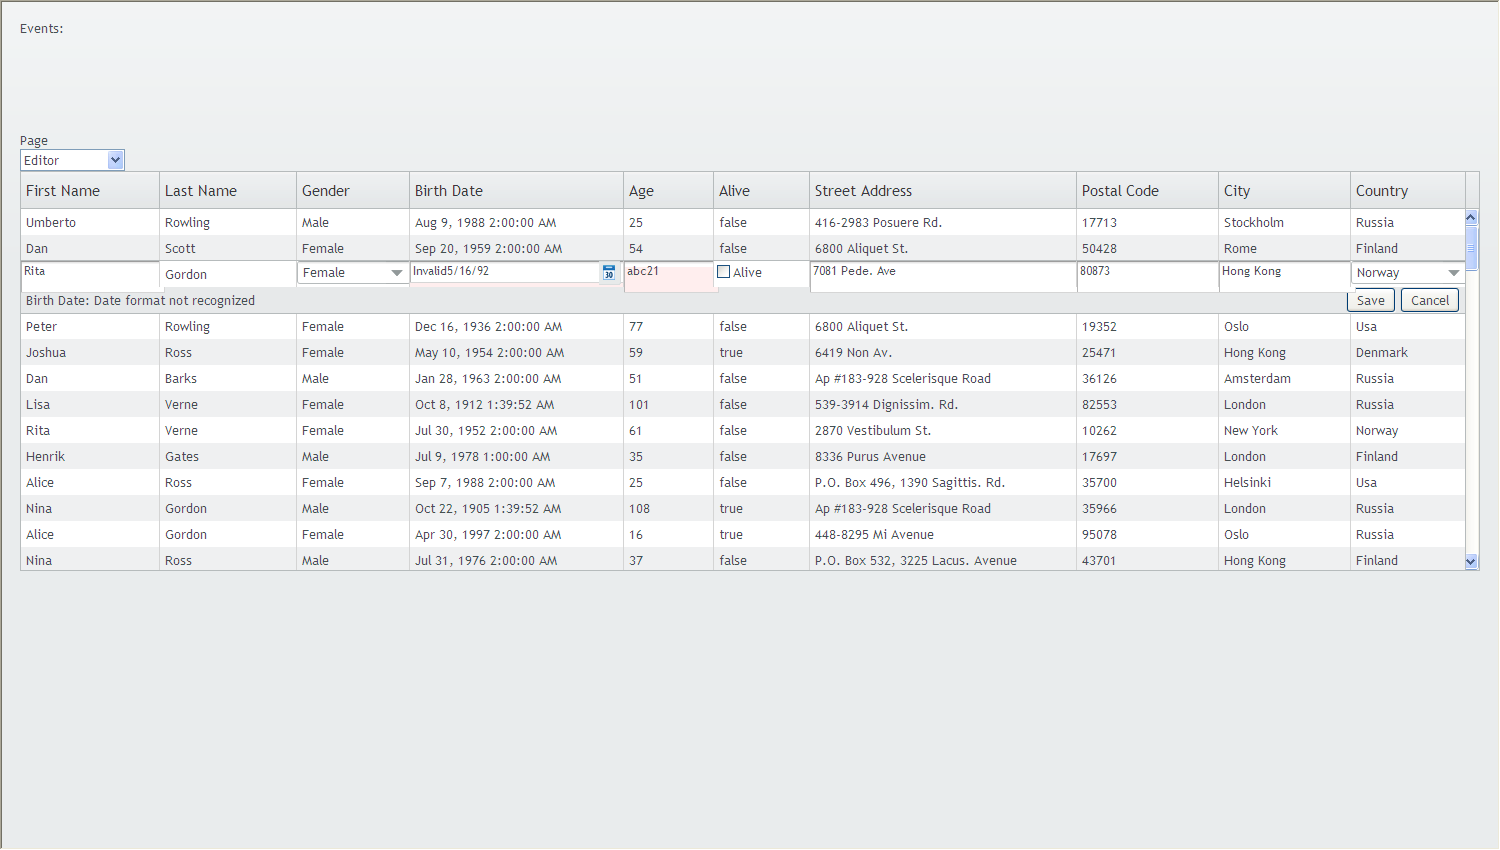 Events:
Page
Editor
First Name Last Name Gender Birth Date Age Alive Street Address Postal Code City Country
Umberto Rowling Male Aug 9, 1988 2:00:00 AM 25 false 416-2983 Posuere Rd. 17713 Stockholm Russia
Dan Scott Female Sep 20, 1959 2:00:00 AM 54 false 6800 Aliquet St. 50428 Rome Finland
Rita Gordon Female Invalid5/16/92 30 abc21 Alive 7081 Pede. Ave 80873 Hong Kong Norway
Birth Date: Date format not recognized Save Cancel
Peter Rowling Female Dec 16, 1936 2:00:00 AM 77 false 6800 Aliquet St. 19352 Oslo Usa
Joshua Ross Female May 10, 1954 2:00:00 AM 59 true 6419 Non Av. 25471 Hong Kong Denmark
Dan Barks Male Jan 28, 1963 2:00:00 AM 51 false Ap #183-928 Scelerisque Road 36126 Amsterdam Russia
Lisa Verne Female Oct 8, 1912 1:39:52 AM 101 false 539-3914 Dignissim. Rd. 82553 London Russia
Rita Verne Female Jul 30, 1952 2:00:00 AM 61 false 2870 Vestibulum St. 10262 New York Norway
Henrik Gates Male Jul 9, 1978 1:00:00 AM 35 false 8336 Purus Avenue 17697 London Finland
Alice Ross Female Sep 7, 1988 2:00:00 AM 25 false P.O. Box 496, 1390 Sagittis. Rd. 35700 Helsinki Usa
Nina Gordon Male Oct 22, 1905 1:39:52 AM 108 true Ap #183-928 Scelerisque Road 35966 London Russia
Alice Gordon Female Apr 30, 1997 2:00:00 AM 16 true 448-8295 Mi Avenue 95078 Oslo Russia
Nina Ross Male Jul 31, 1976 2:00:00 AM 37 false P.O. Box 532, 3225 Lacus. Avenue 43701 Hong Kong Finland